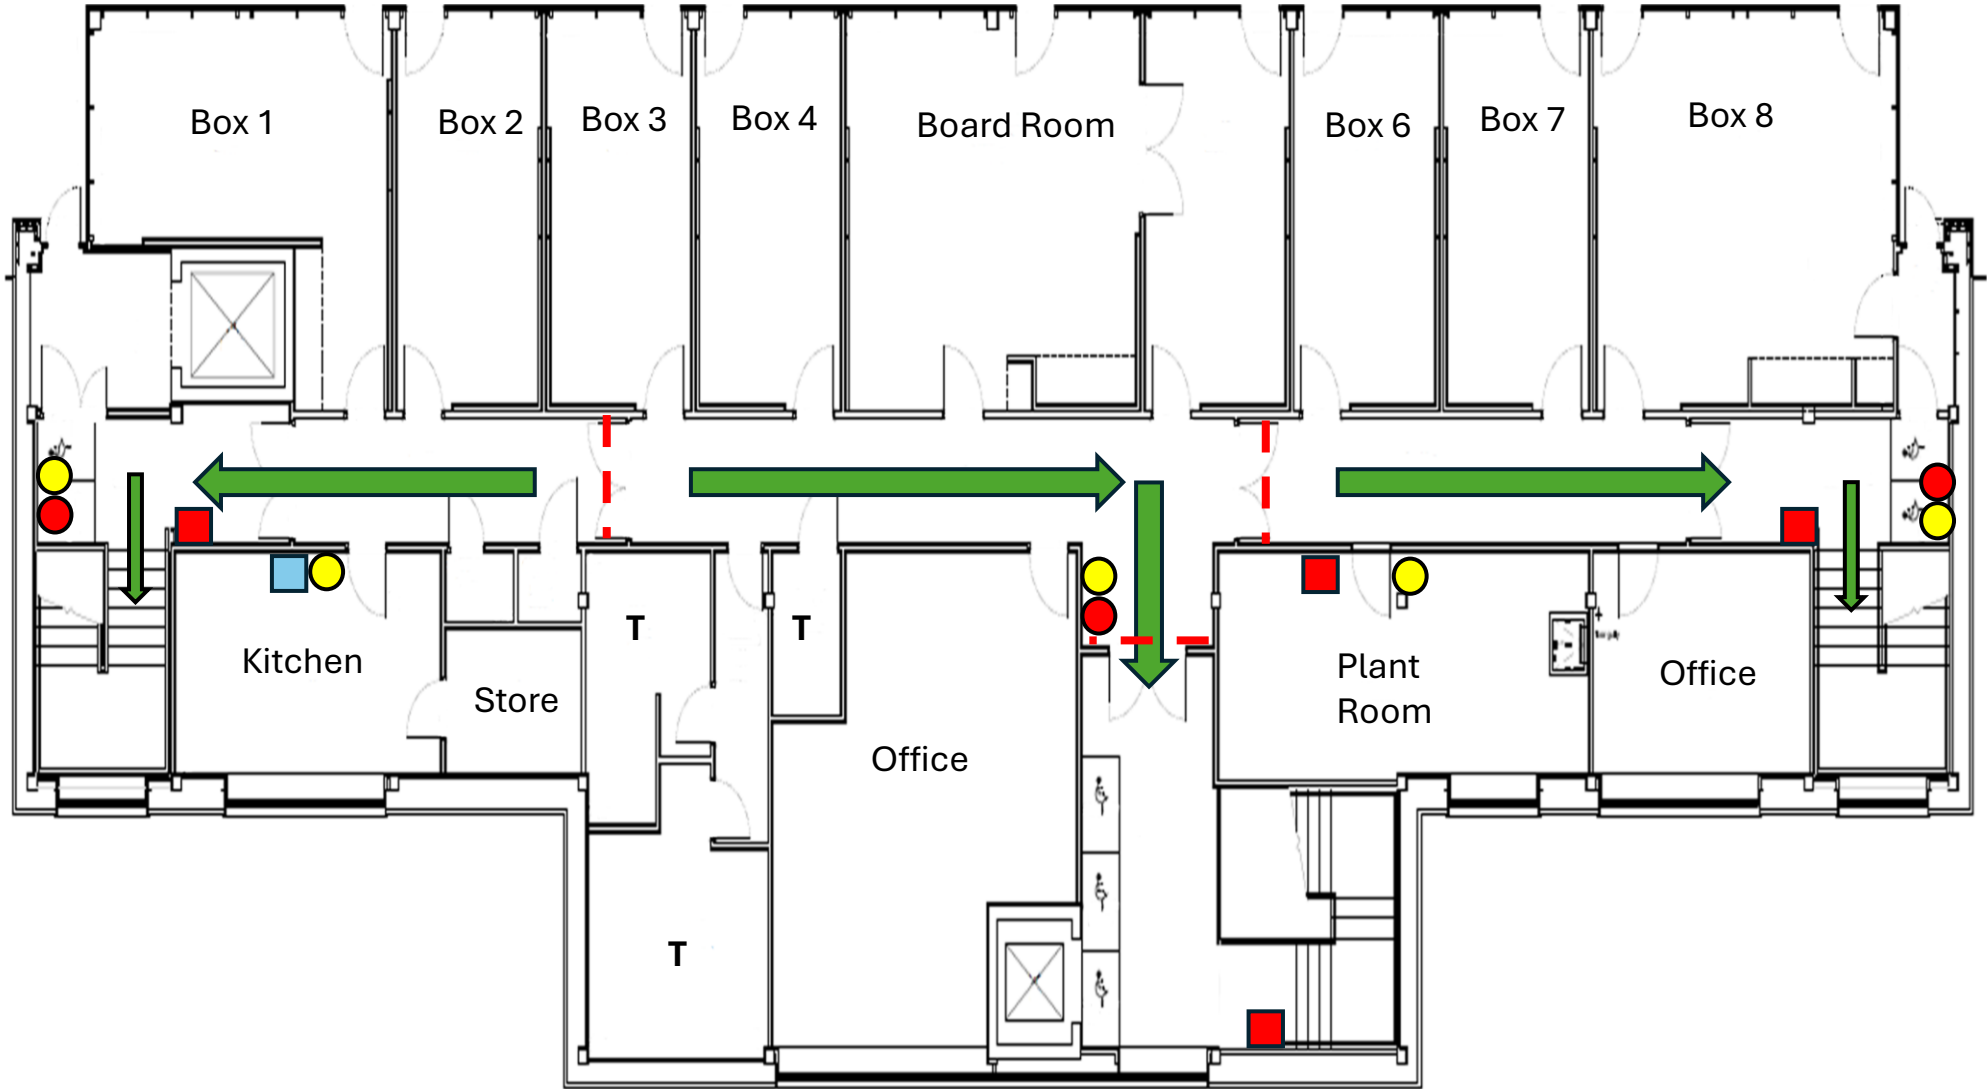 Box 1
Box 2
Box 3
Box 4
Board Room
Box 6
Box 7
Box 8
Kitchen
Store
T
T
T
Office
Plant
Room
Office